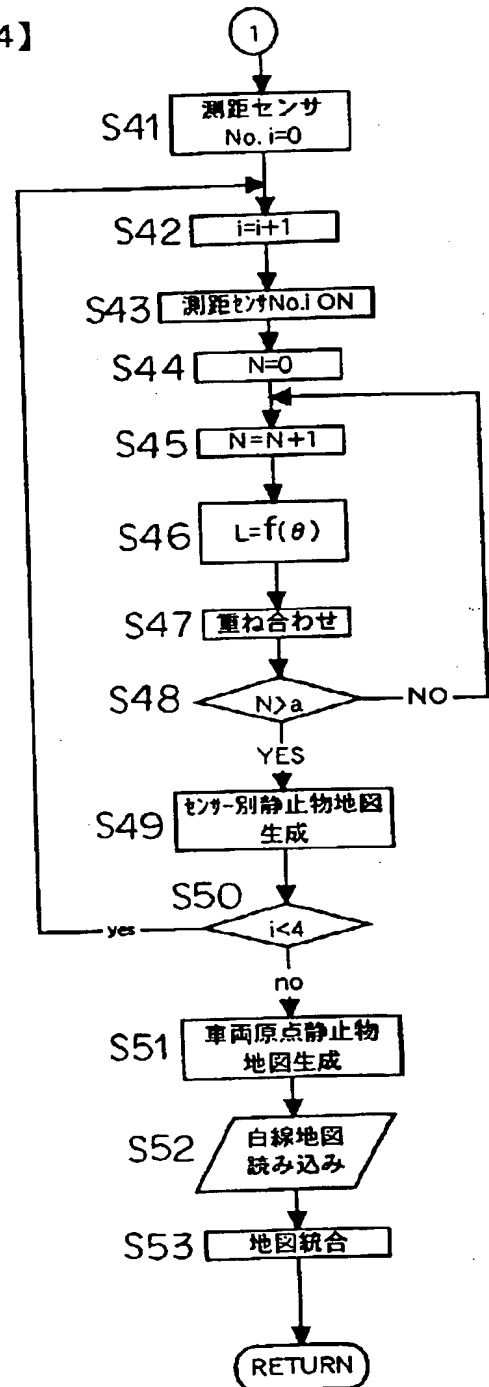 4】
1
S41
測距センサ
No. i=0
S42
i=i+1
S43
測距センサNo.i ON
S44
N=0
S45
N=N+1
S46
L=f(θ)
S47
重ね合わせ
S48
N>a
NO
YES
S49
センサー別静止物地図
生成
S50
i<4
yes
no
S51
車両原点静止物
地図生成
S52
白線地図
読み込み
S53
地図統合
RETURN